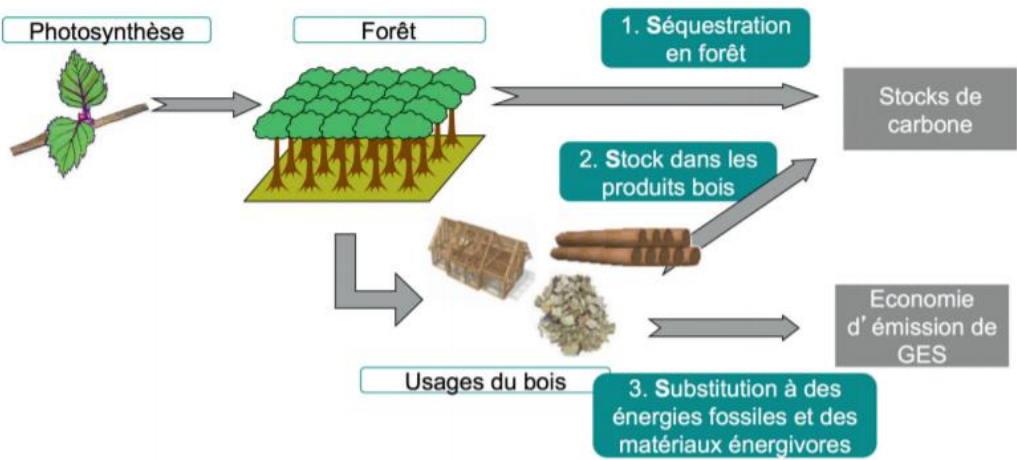 Photosynthèse
Forêt
1. Séquestration
en forêt
Stocks de
carbone
2. Stock dans les
produits bois
Economie
d’ émission de
GES
Usages du bois
3. Substitution à des
énergies fossiles et des
matériaux énergivores